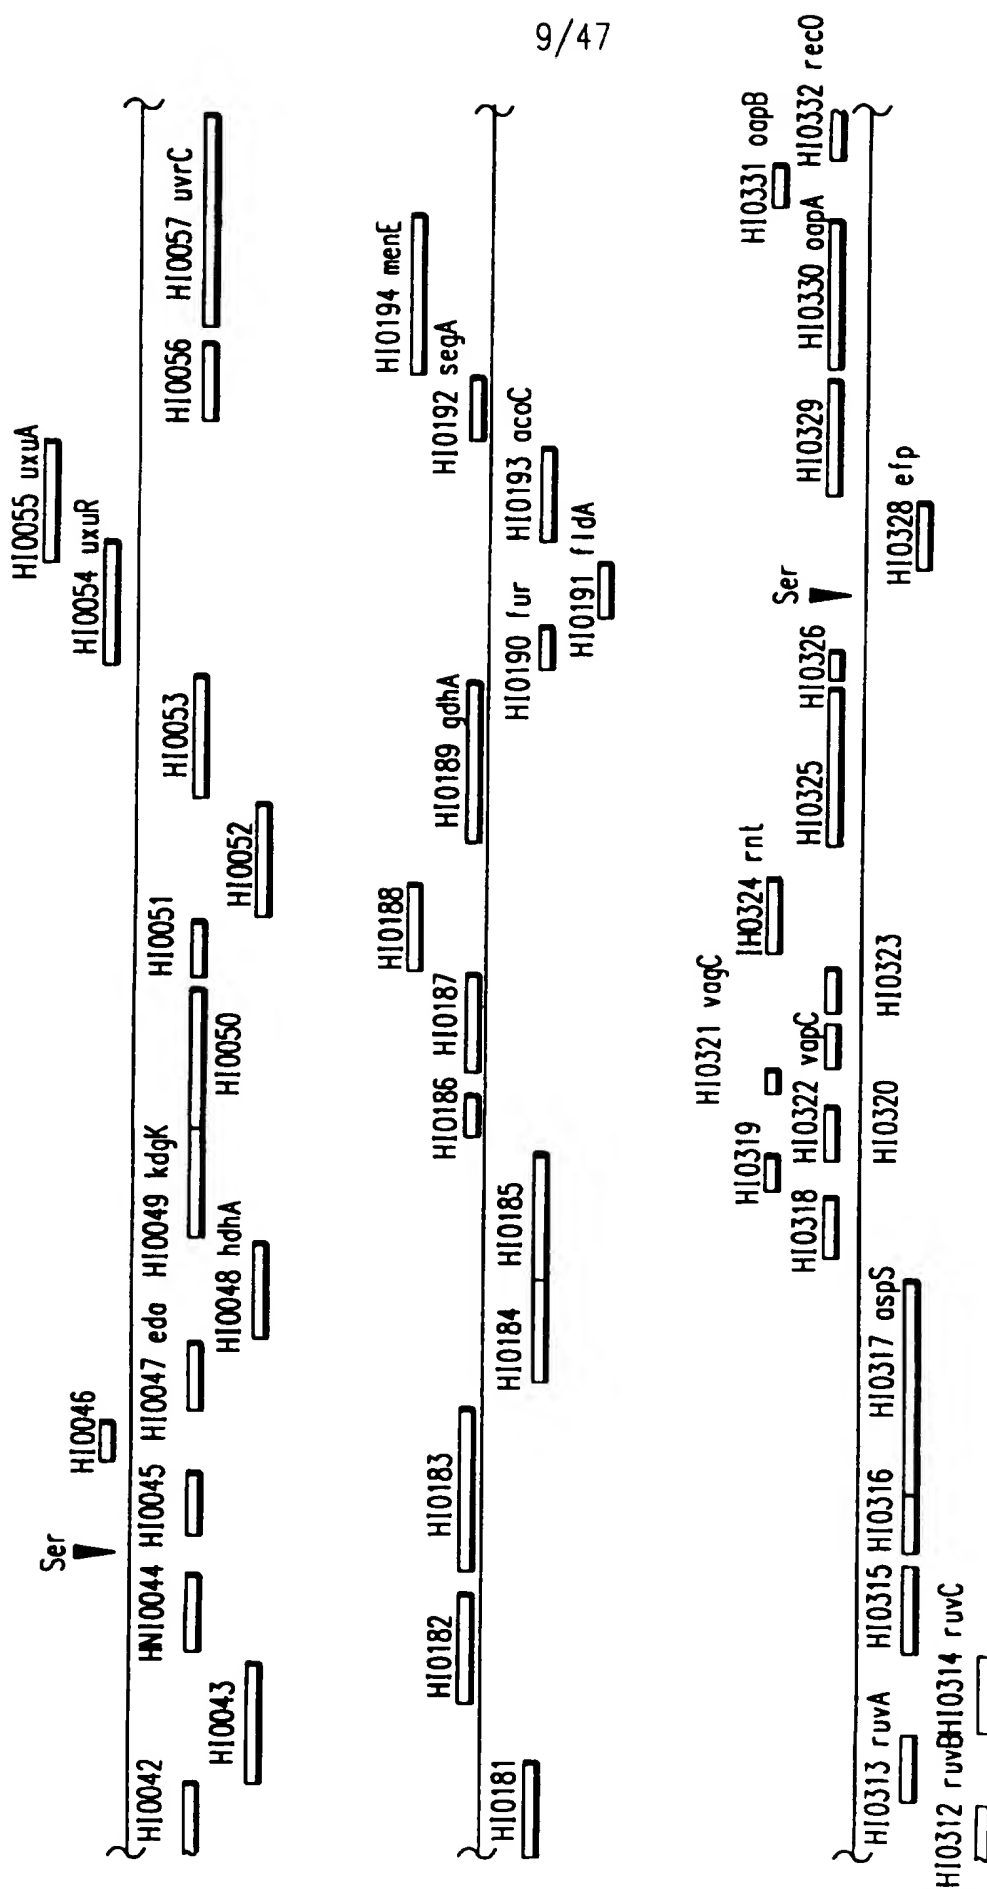 9/47
HI0042
HI0043
HNI0044
Ser
HI0045
HI0046
HI0047 eda
HI0048 hdhA
HI0049 kdgK
HI0050
HI0051
HI0052
HI0053
HI0054 uxuR
HI0055 uxuA
HI0056
HI0057 uvrC
HI0181
HI0182
HI0183
HI0184
HI0185
HI0186
HI0187
HI0188
HI0189 gdhA
HI0190 fur
HI0191 fldA
HI0193 acoC
HI0192 seqA
HI0194 menE
HI0312 ruvB
HI0313 ruvA
HI0314 ruvC
HI0315
HI0316
HI0317 aspS
HI0318
HI0319
HI0320
HI0322 vapC
HI0321 vagC
HI0323
IH0324 rnt
HI0325
HI0326
Ser
HI0328 efp
HI0329
HI0330 oapA
HI0331 oapB
HI0332 recO